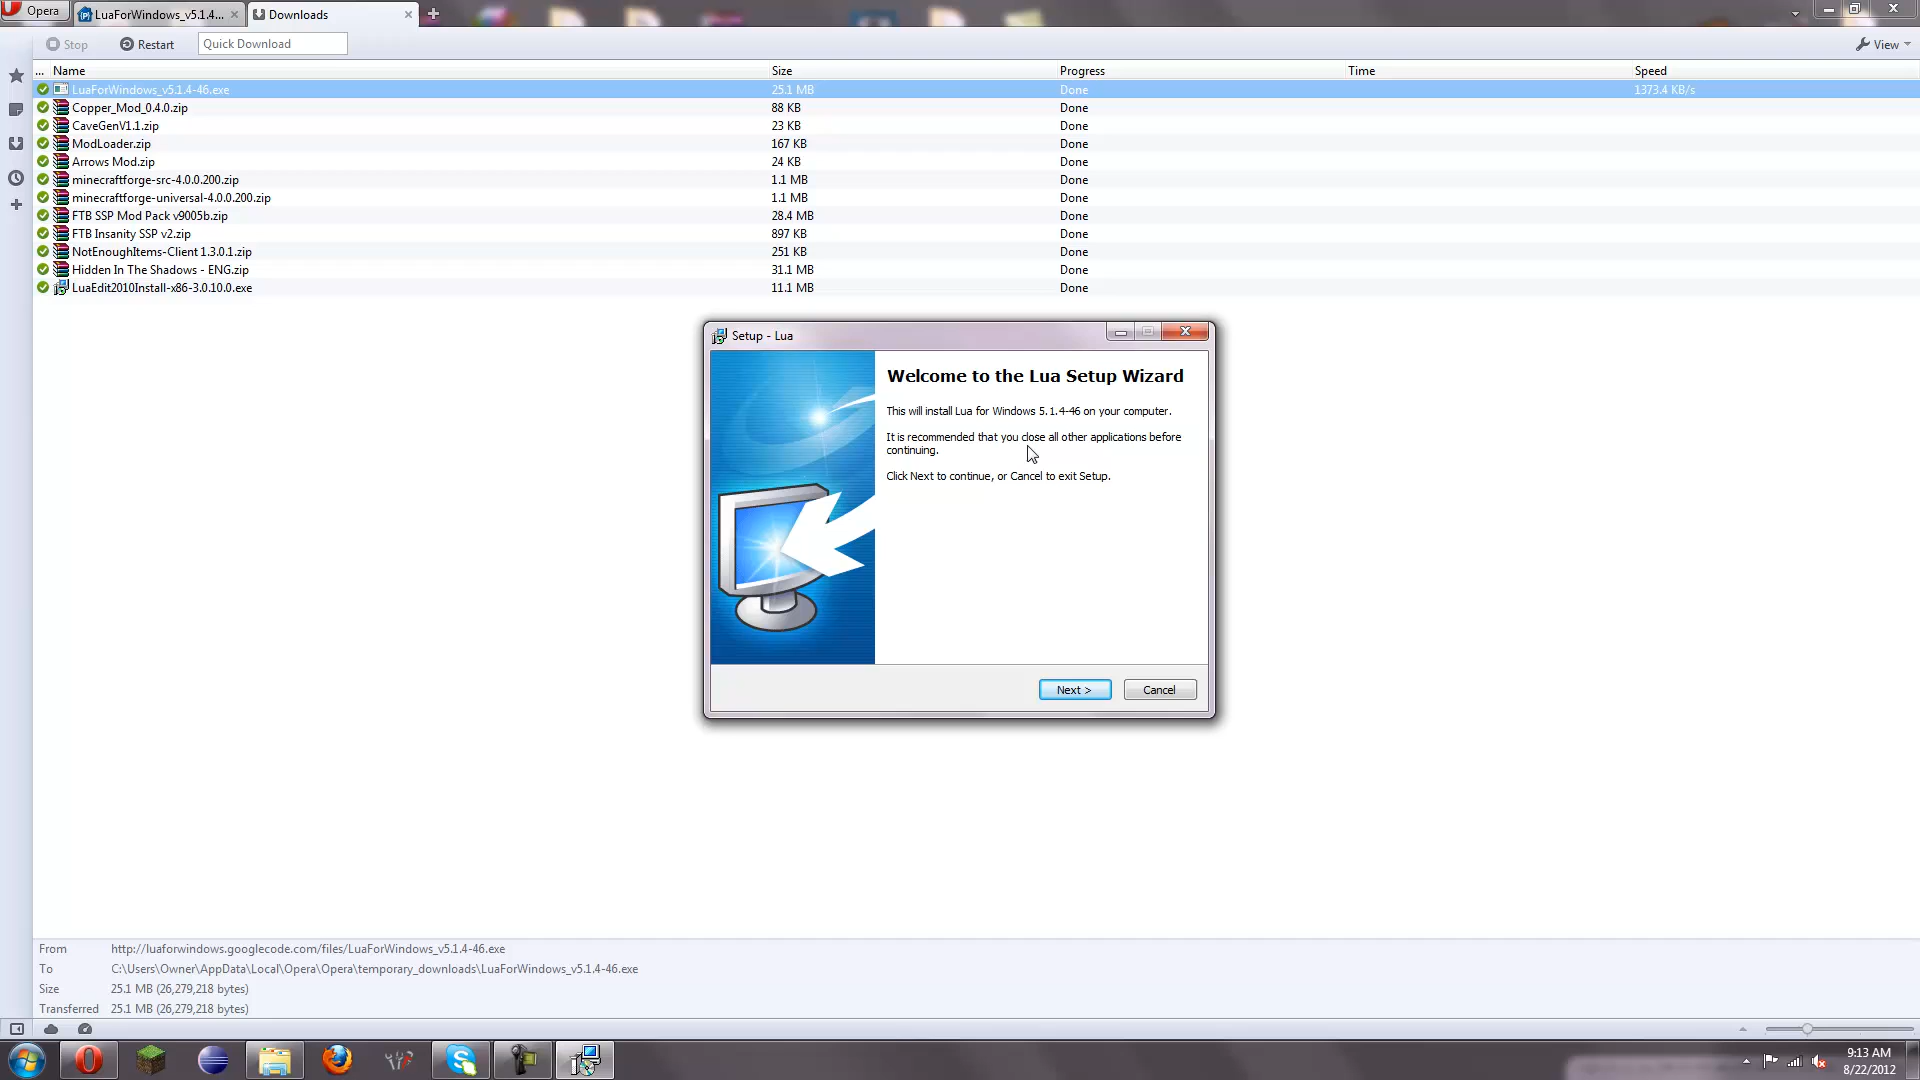 Opera
LuaForWindows_v5.1.4...
Downloads
Stop
Restart
Quick Download
View
... Name Size Progress Time Speed
LuaForWindows_v5.1.4-46.exe 25.1 MB Done 1373.4 KB/s
Copper_Mod_0.4.0.zip 88 KB Done
CaveGenV1.1.zip 23 KB Done
ModLoader.zip 167 KB Done
Arrows Mod.zip 24 KB Done
minecraftforge-src-4.0.0.200.zip 1.1 MB Done
minecraftforge-universal-4.0.0.200.zip 1.1 MB Done
FTB SSP Mod Pack v9005b.zip 28.4 MB Done
FTB Insanity SSP v2.zip 897 KB Done
NotEnoughItems-Client 1.3.0.1.zip 251 KB Done
Hidden In The Shadows - ENG.zip 31.1 MB Done
LuaEdit2010Install-x86-3.0.10.0.exe 11.1 MB Done
Setup - Lua
Welcome to the Lua Setup Wizard
This will install Lua for Windows 5.1.4-46 on your computer.
It is recommended that you close all other applications before
continuing.
Click Next to continue, or Cancel to exit Setup.
Next >
Cancel
From http://luaforwindows.googlecode.com/files/LuaForWindows_v5.1.4-46.exe
To C:\Users\Owner\AppData\Local\Opera\Opera\temporary_downloads\LuaForWindows_v5.1.4-46.exe
Size 25.1 MB (26,279,218 bytes)
Transferred 25.1 MB (26,279,218 bytes)
9:13 AM
8/22/2012